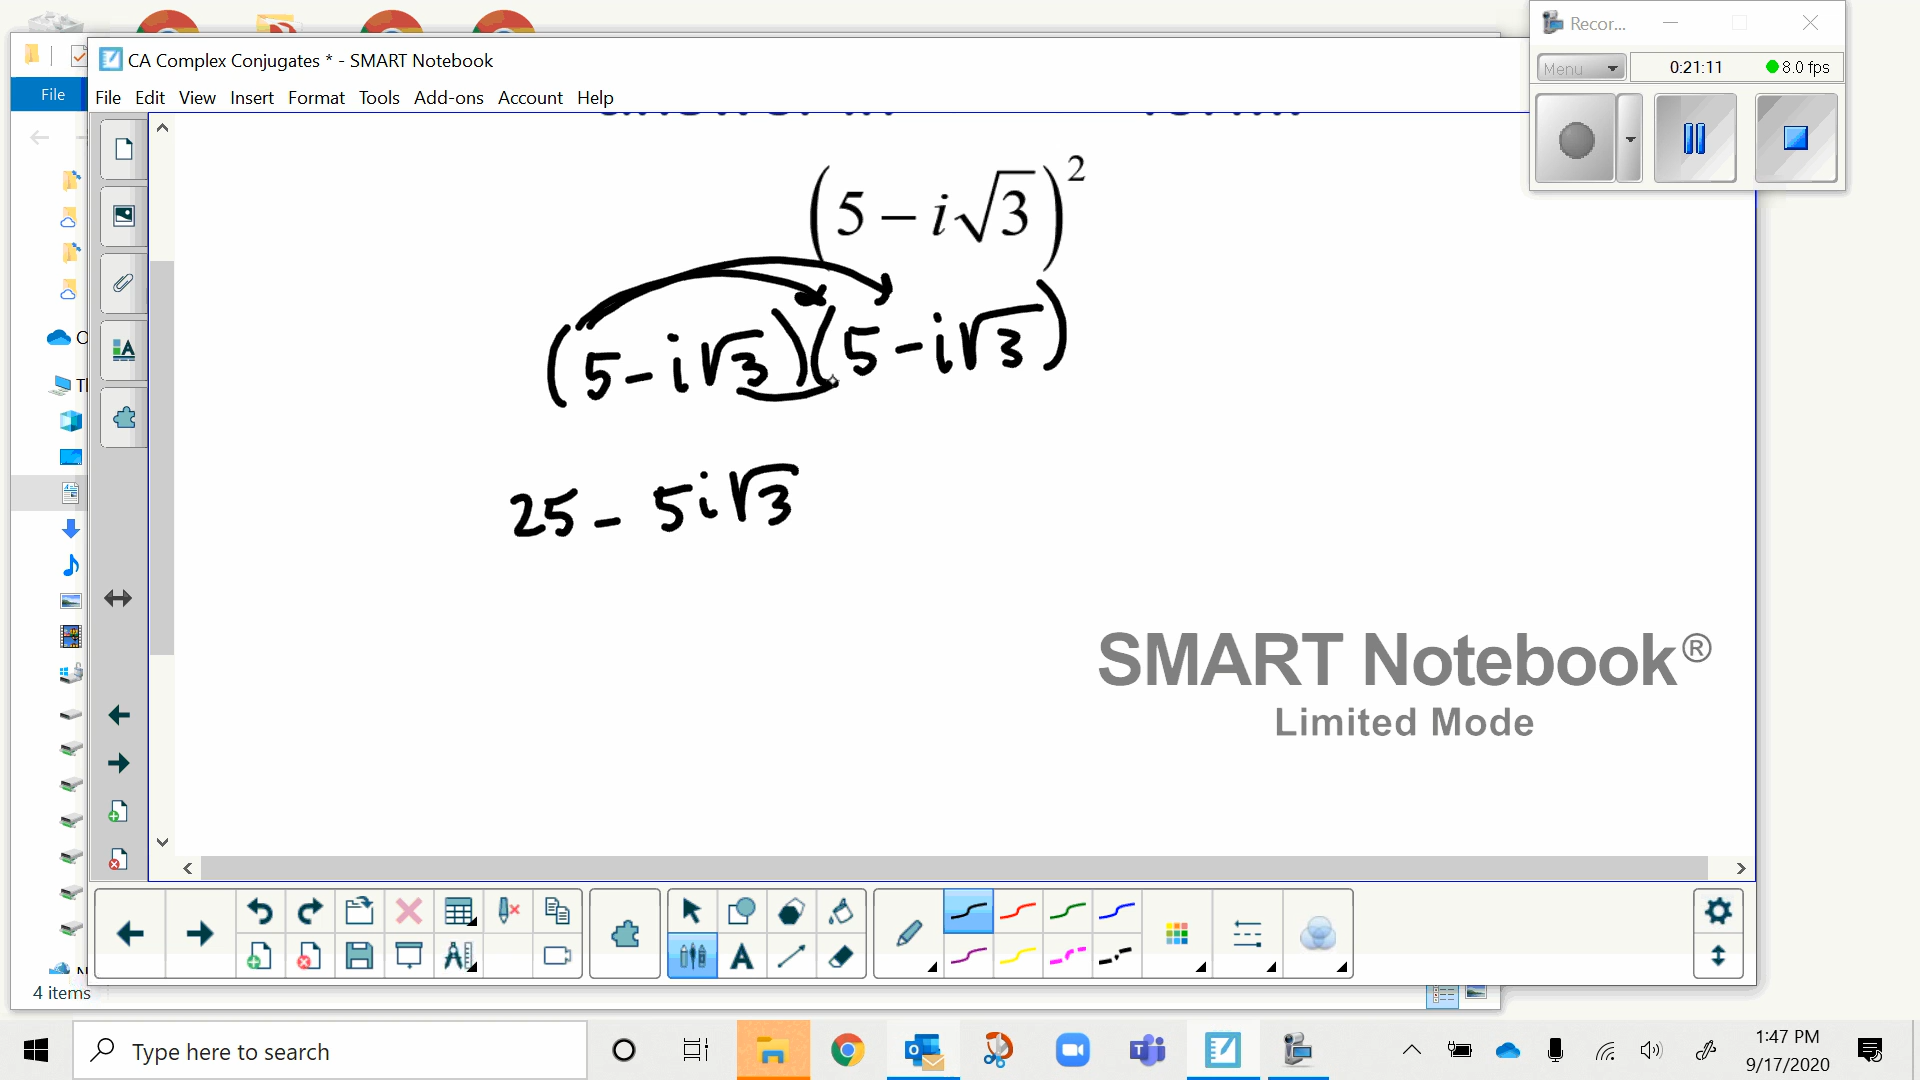 Recor...
CA Complex Conjugates * - SMART Notebook
Menu
0:21:11
8.0 fps
File
File Edit View Insert Format Tools Add-ons Account Help
(5 – i√3)²
(5 – i√3)(5 – i√3)
25 – 5i√3
SMART Notebook®
Limited Mode
4 items
Type here to search
1:47 PM
9/17/2020